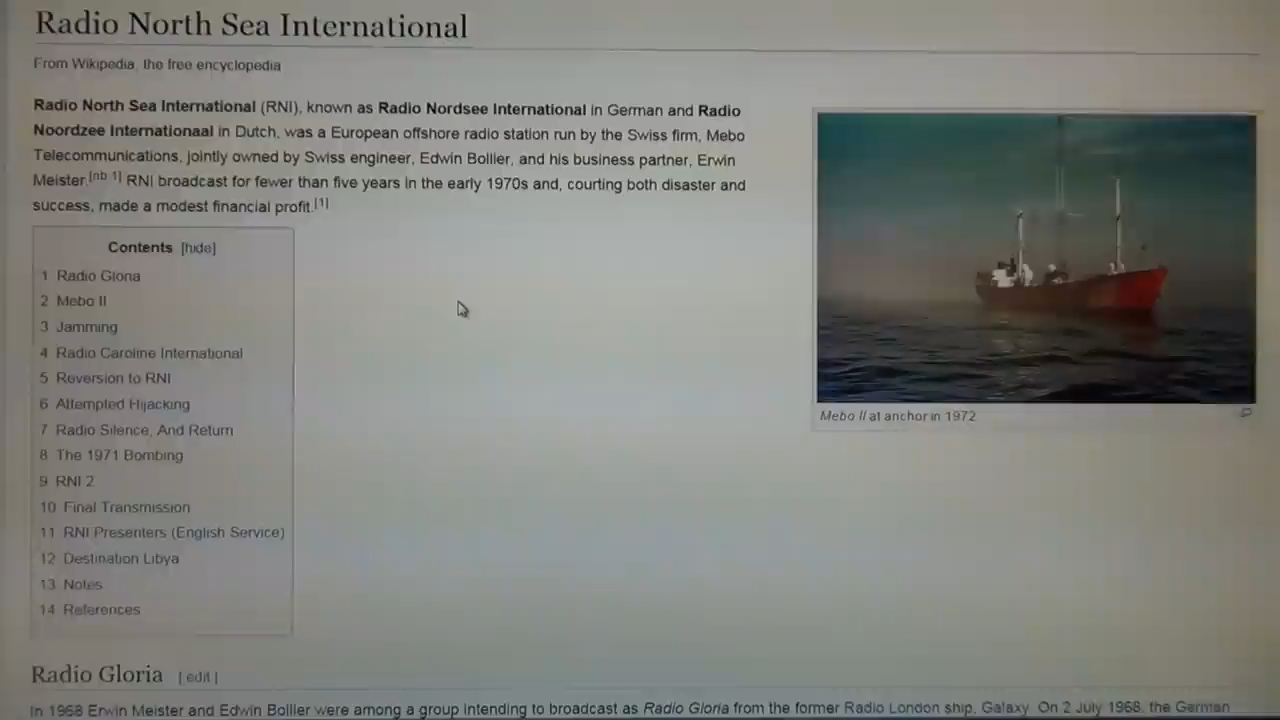 Radio North Sea International
From Wikipedia, the free encyclopedia
Radio North Sea International (RNI), known as Radio Nordsee International in German and Radio
Noordzee Internationaal in Dutch, was a European offshore radio station run by the Swiss firm, Mebo
Telecommunications, jointly owned by Swiss engineer, Edwin Bollier, and his business partner, Erwin
Meister.[nb 1] RNI broadcast for fewer than five years in the early 1970s and, courting both disaster and
success, made a modest financial profit.[1]
Mebo II at anchor in 1972
Contents [hide]
1 Radio Gloria
2 Mebo II
3 Jamming
4 Radio Caroline International
5 Reversion to RNI
6 Attempted Hijacking
7 Radio Silence, And Return
8 The 1971 Bombing
9 RNI 2
10 Final Transmission
11 RNI Presenters (English Service)
12 Destination Libya
13 Notes
14 References
Radio Gloria [edit]
In 1968 Erwin Meister and Edwin Bollier were among a group intending to broadcast as Radio Gloria from the former Radio London ship, Galaxy. On 2 July 1968, the German